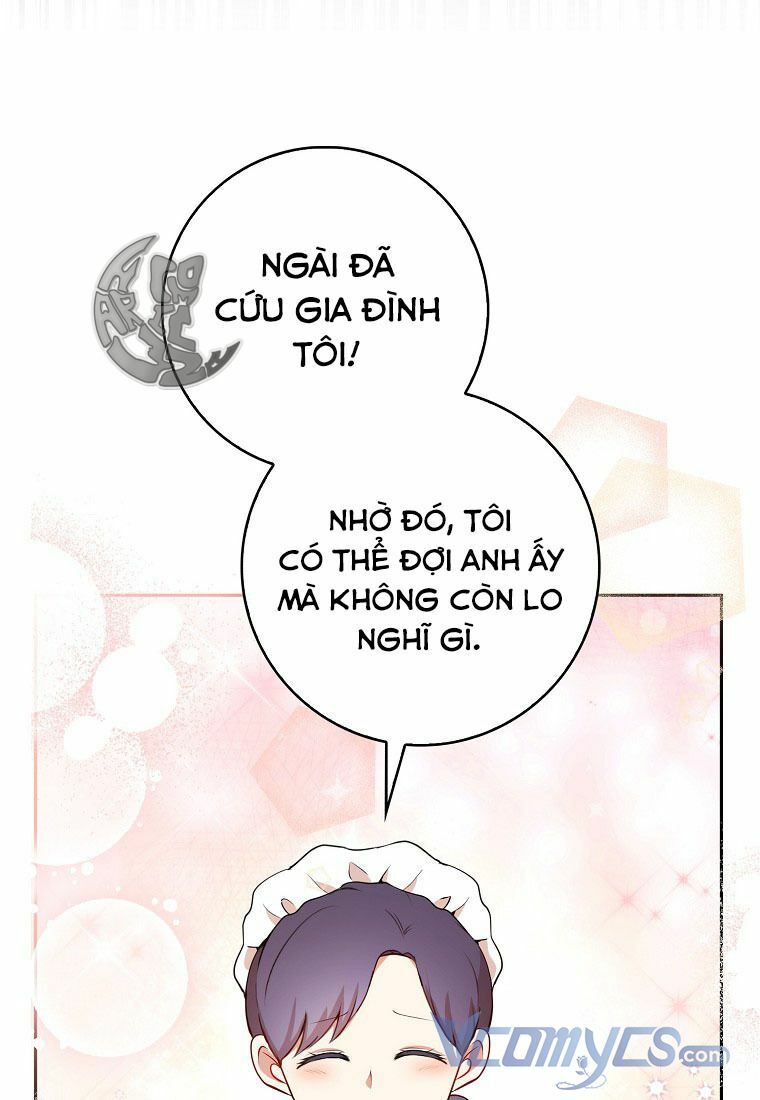 NGÀI ĐÃ
CỨU GIA ĐÌNH
TÔI!
NHỜ ĐÓ, TÔI
CÓ THỂ ĐỢI ANH ẤY
MÀ KHÔNG CÒN LO
NGHĨ GÌ.
VCOMYCS.com